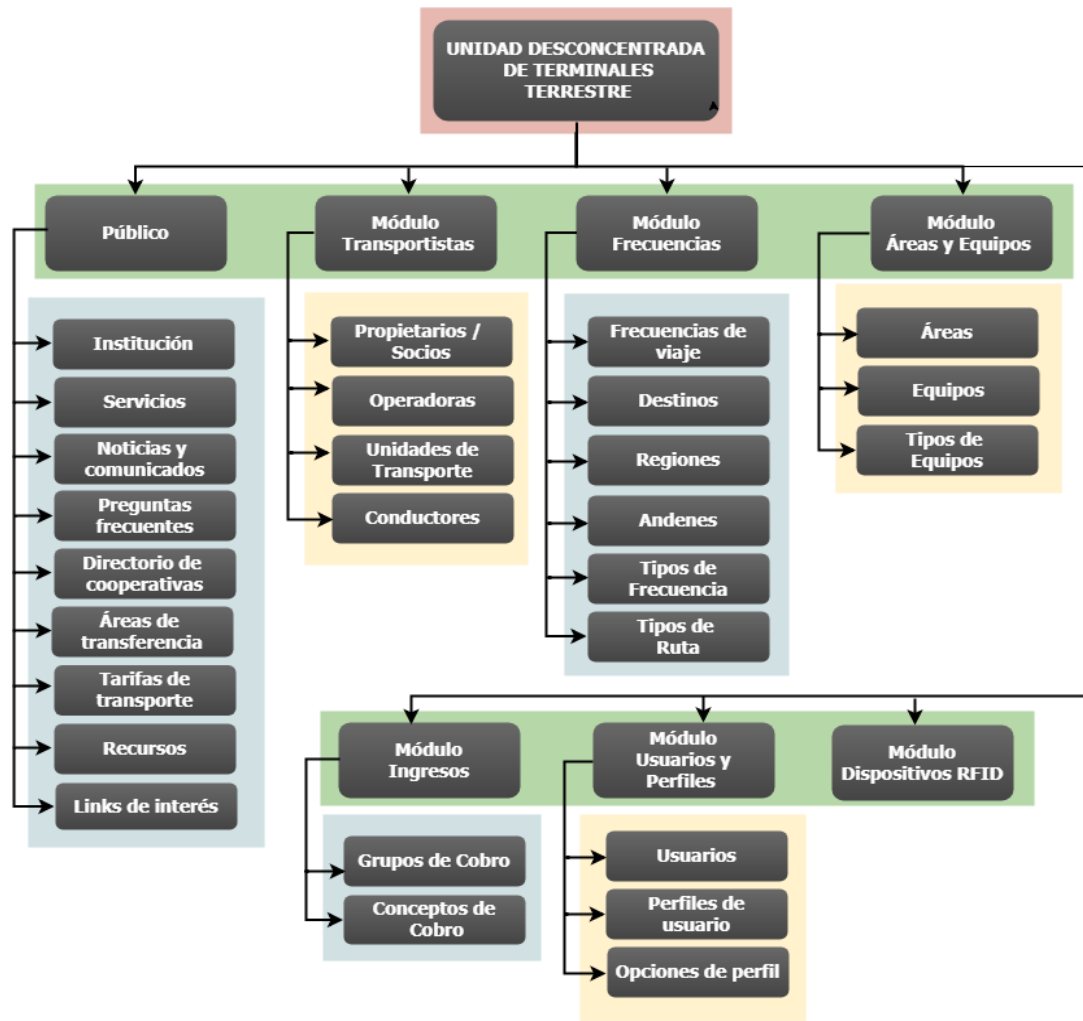 UNIDAD DESCONCENTRADA
DE TERMINALES
TERRESTRE
Público
Módulo
Transportistas
Módulo
Frecuencias
Módulo
Áreas y Equipos
Institución
Servicios
Noticias y
comunicados
Preguntas
frecuentes
Directorio de
cooperativas
Áreas de
transferencia
Tarifas de
transporte
Recursos
Links de interés
Propietarios /
Socios
Operadoras
Unidades de
Transporte
Conductores
Frecuencias de
viaje
Destinos
Regiones
Andenes
Tipos de
Frecuencia
Tipos de
Ruta
Áreas
Equipos
Tipos de
Equipos
Módulo
Ingresos
Módulo
Usuarios y
Perfiles
Módulo
Dispositivos RFID
Grupos de Cobro
Conceptos de
Cobro
Usuarios
Perfiles de
usuario
Opciones de perfil